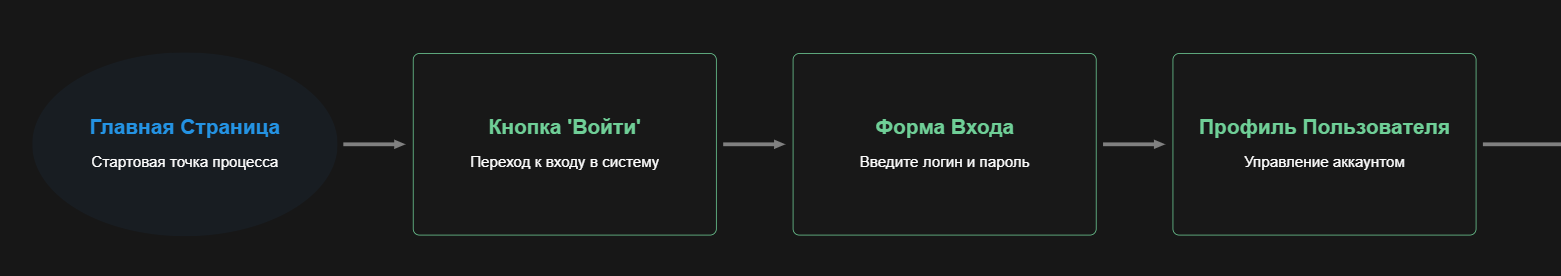 Главная Страница
Стартовая точка процесса
Кнопка 'Войти'
Переход к входу в систему
Форма Входа
Введите логин и пароль
Профиль Пользователя
Управление аккаунтом